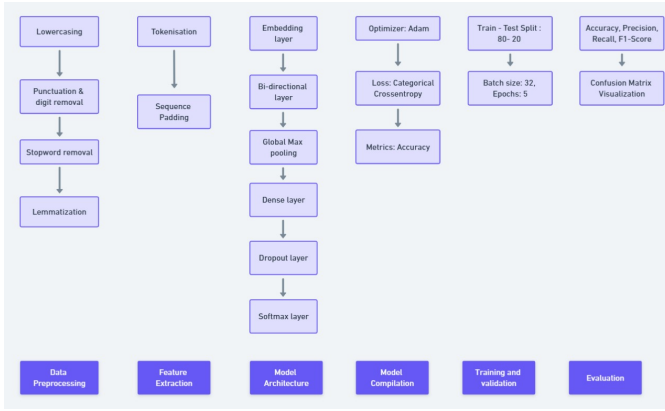 Lowercasing
Punctuation &
digit removal
Stopword removal
Lemmatization
Tokenisation
Sequence
Padding
Embedding
layer
Bi-directional
layer
Global Max
pooling
Dense layer
Dropout layer
Softmax layer
Optimizer: Adam
Loss: Categorical
Crossentropy
Metrics: Accuracy
Train - Test Split :
80- 20
Batch size: 32,
Epochs: 5
Accuracy, Precision,
Recall, F1-Score
Confusion Matrix
Visualization
Data
Preprocessing
Feature
Extraction
Model
Architecture
Model
Compilation
Training and
validation
Evaluation